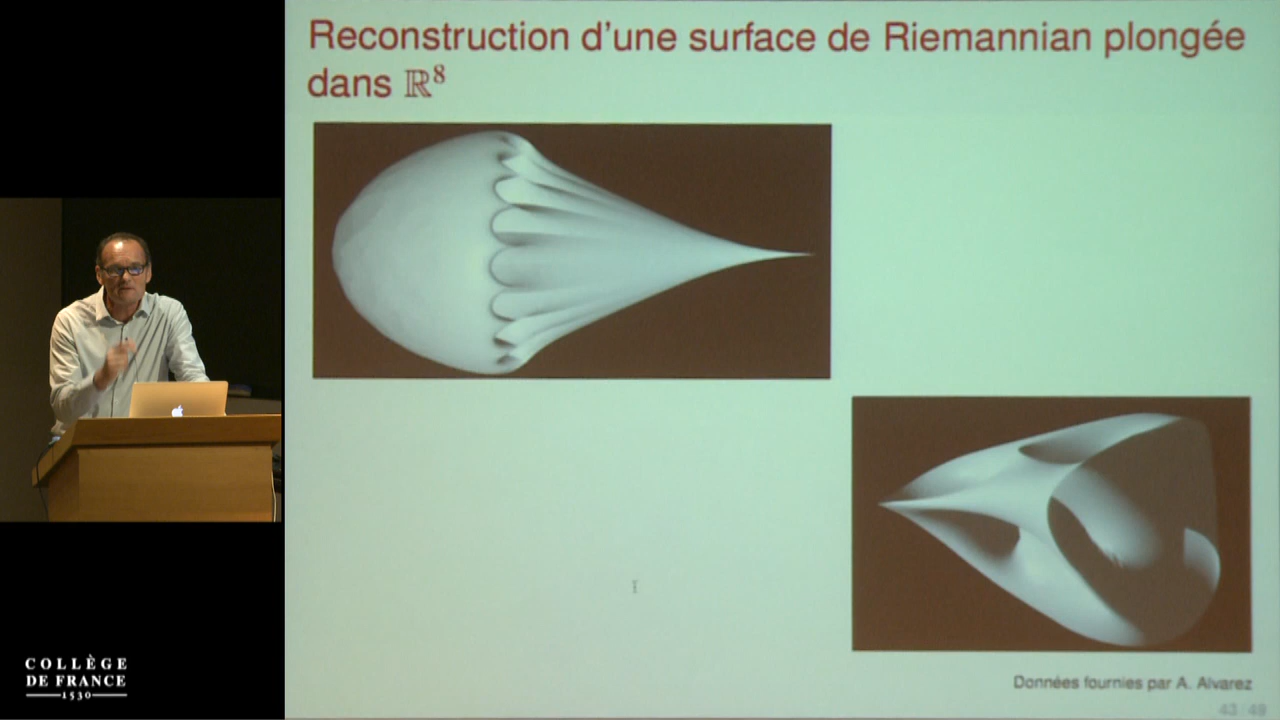 Reconstruction d'une surface de Riemannian plongée
dans ℝ⁸
Données fournies par A. Alvarez
43 / 49
COLLÈGE
DE FRANCE
1530